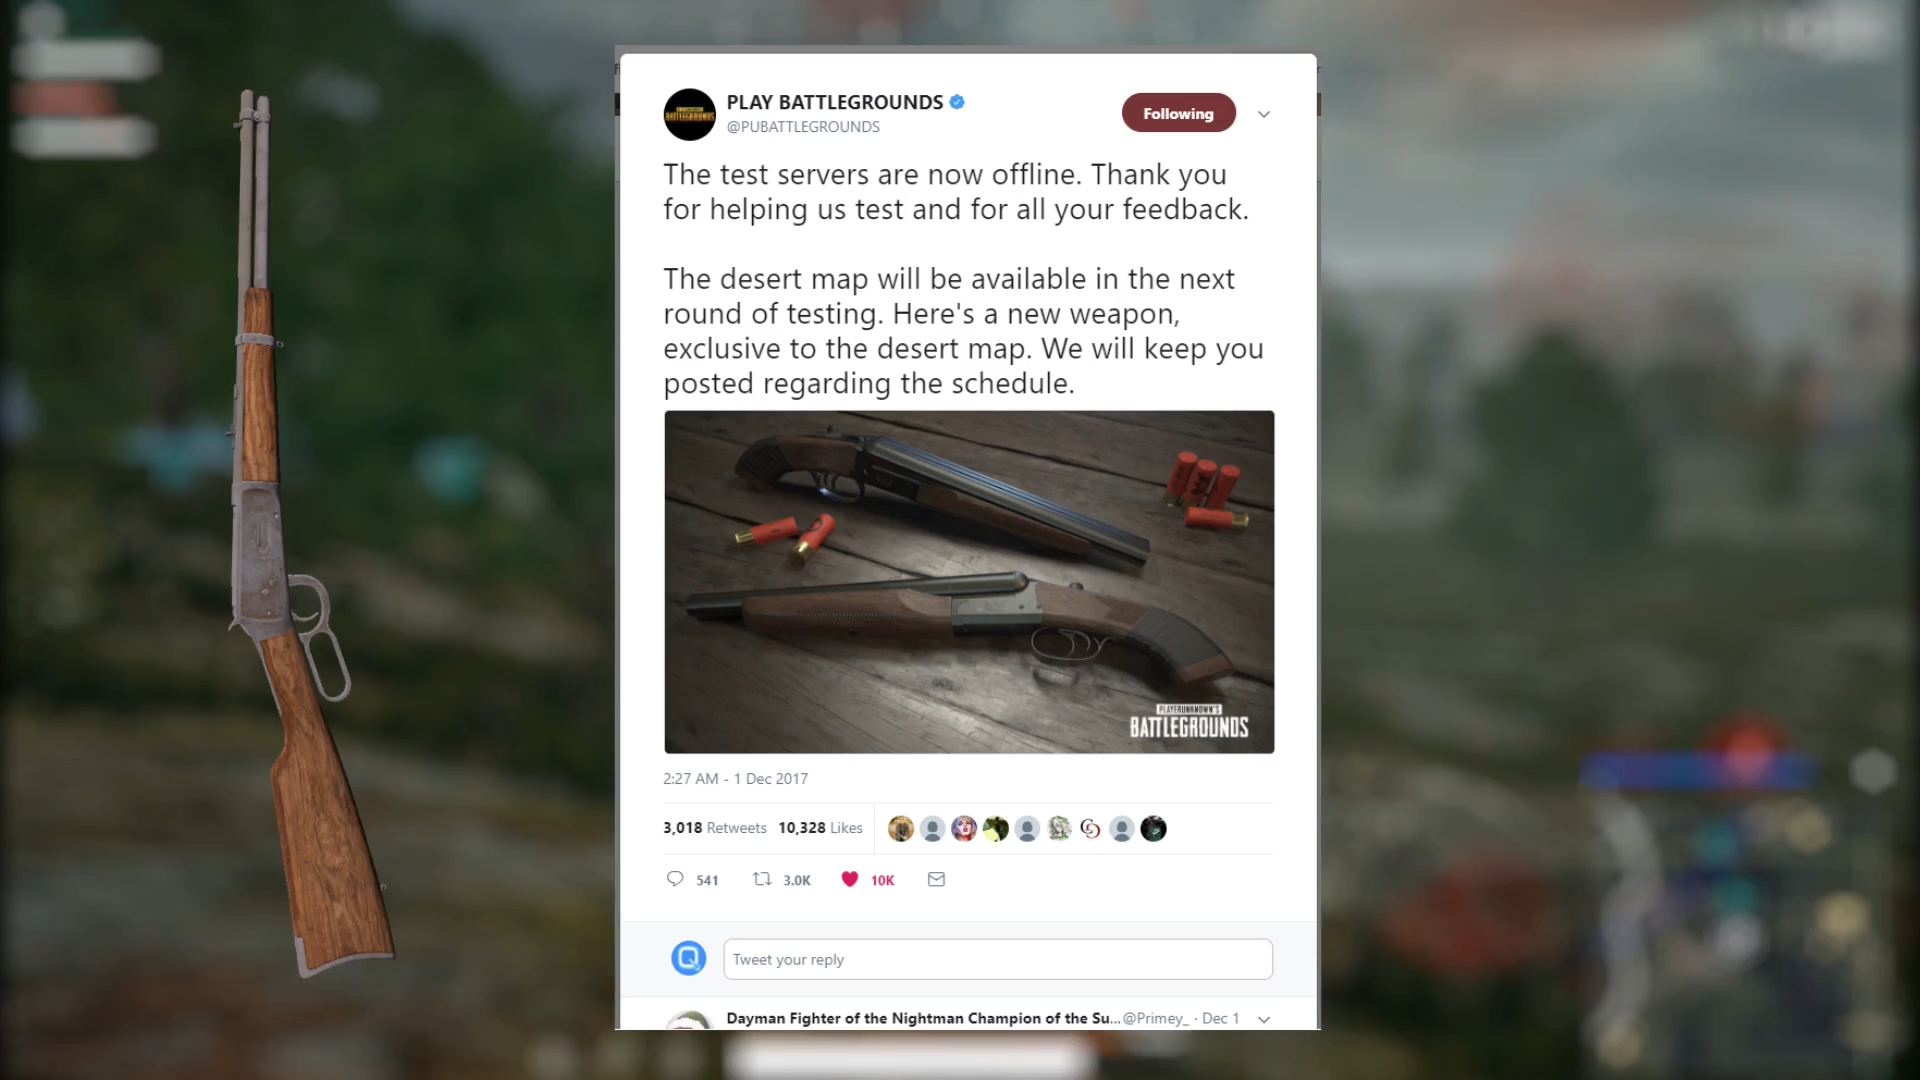 PLAY BATTLEGROUNDS
@PUBATTLEGROUNDS
Following
The test servers are now offline. Thank you
for helping us test and for all your feedback.
The desert map will be available in the next
round of testing. Here's a new weapon,
exclusive to the desert map. We will keep you
posted regarding the schedule.
PLAYERUNKNOWN'S
BATTLEGROUNDS
2:27 AM - 1 Dec 2017
3,018 Retweets 10,328 Likes
541 3.0K 10K
Tweet your reply
Dayman Fighter of the Nightman Champion of the Su... @Primey_ · Dec 1